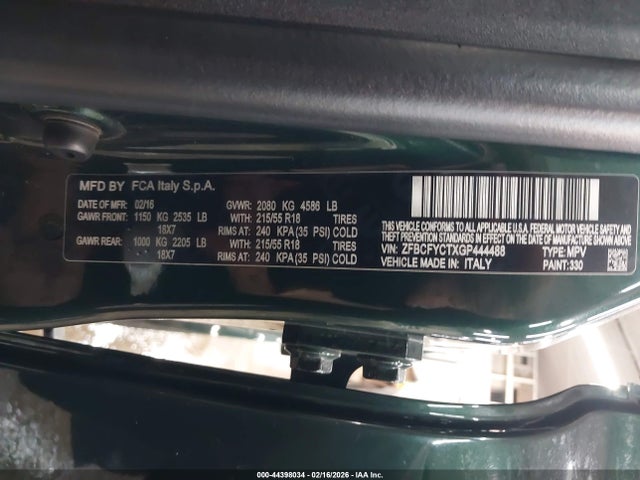 MFD BY FCA Italy S.p.A.
DATE OF MFR: 02/16 GVWR: 2080 KG 4586 LB
GAWR FRONT: 1150 KG 2535 LB WITH: 215/55 R18 TIRES
18X7 RIMS AT: 240 KPA (35 PSI) COLD
GAWR REAR: 1000 KG 2205 LB WITH: 215/55 R18 TIRES
18X7 RIMS AT: 240 KPA (35 PSI) COLD
THIS VEHICLE CONFORMS TO ALL APPLICABLE U.S.A. FEDERAL MOTOR VEHICLE SAFETY AND
THEFT PREVENTION STANDARDS IN EFFECT ON THE DATE OF MANUFACTURE SHOWN ABOVE.
VIN: ZFBCFYCTXGP444488 TYPE: MPV
VEHICLE MADE IN: ITALY PAINT: 330
000-44398034 - 02/16/2026 - IAA Inc.